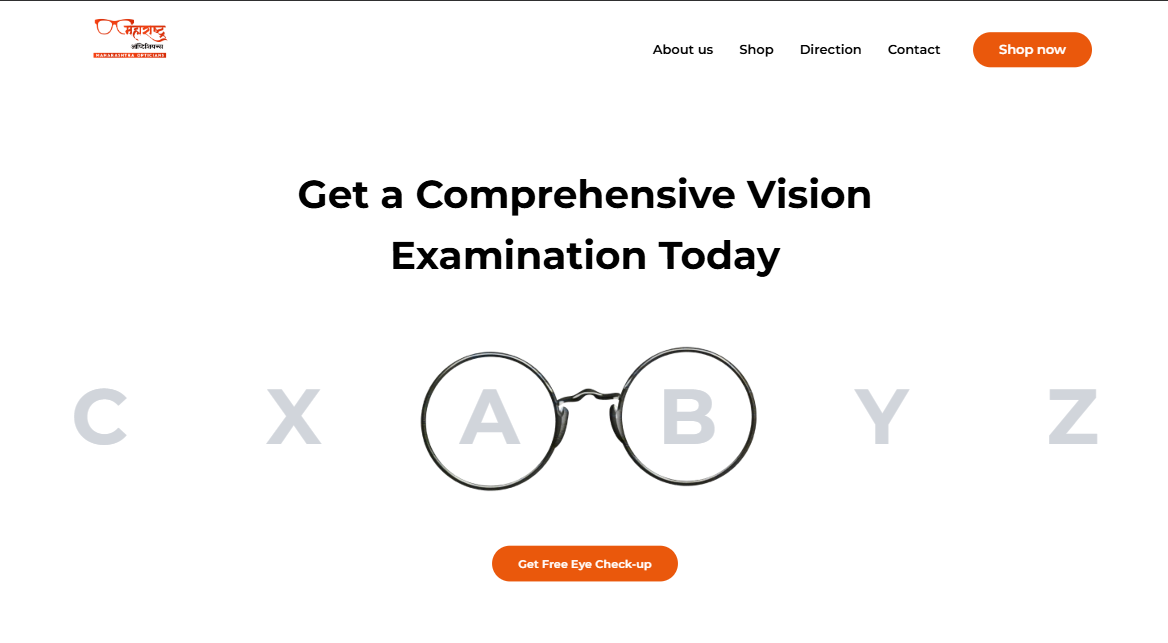 महाराष्ट्र
ऑप्टिशियन्स
MAHARASHTRA OPTICIANS
About us Shop Direction Contact Shop now
Get a Comprehensive Vision
Examination Today
C X A B Y Z
Get Free Eye Check-up